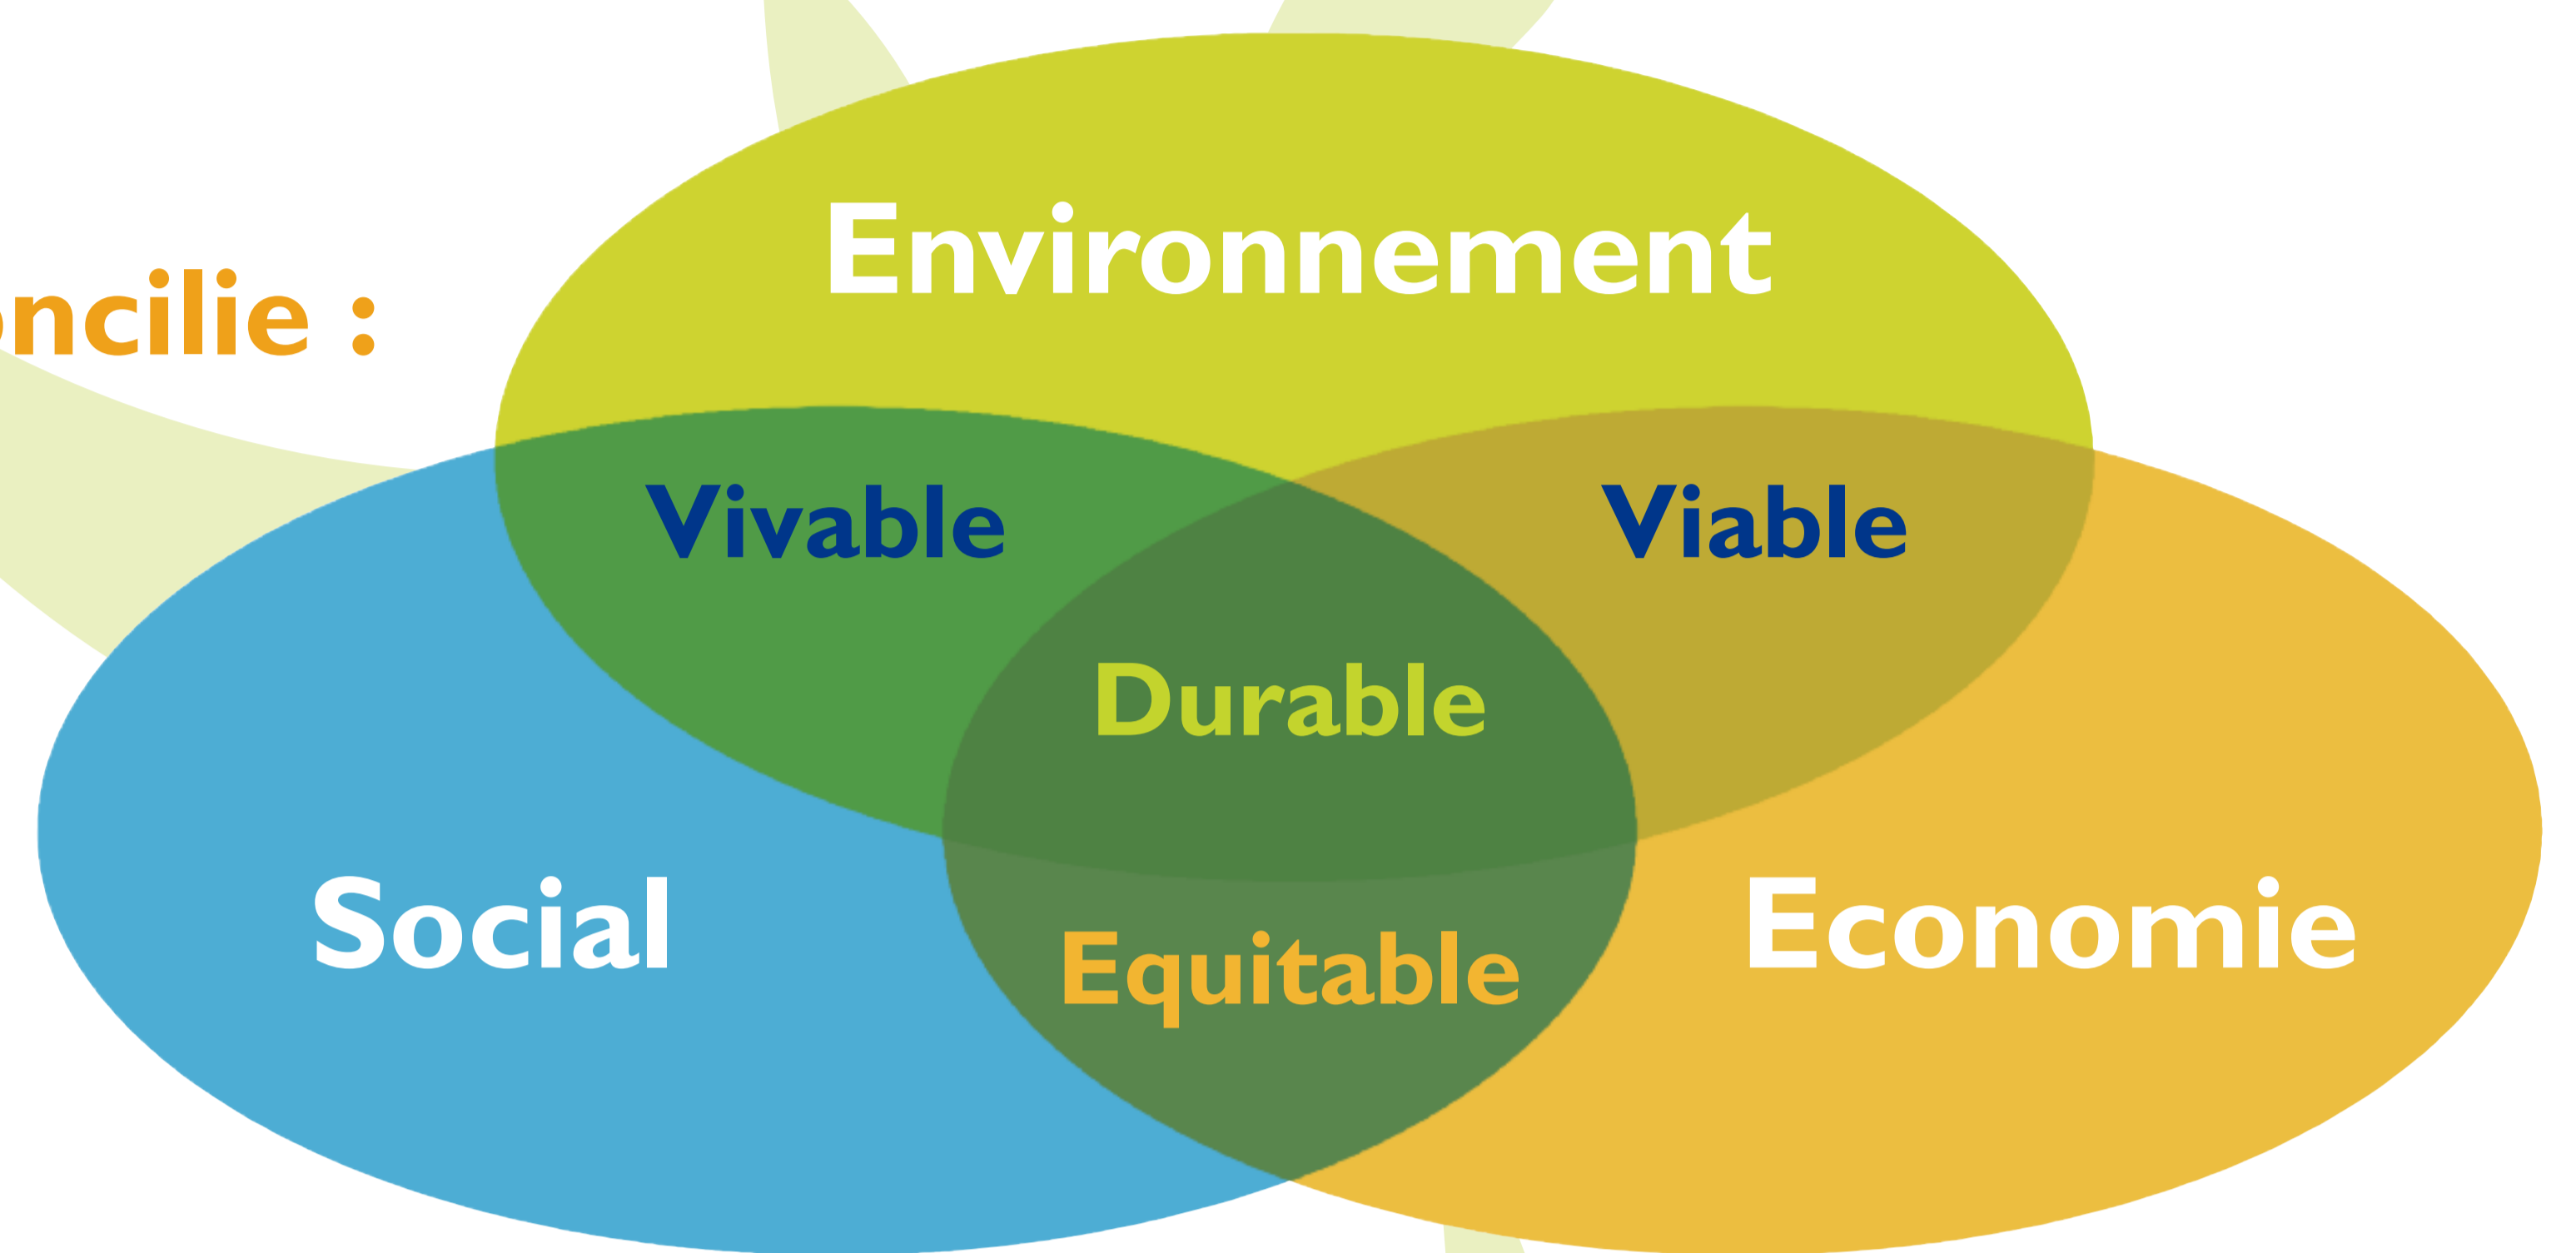 Environnement
ncilie :
Vivable
Viable
Durable
Social
Economie
Equitable